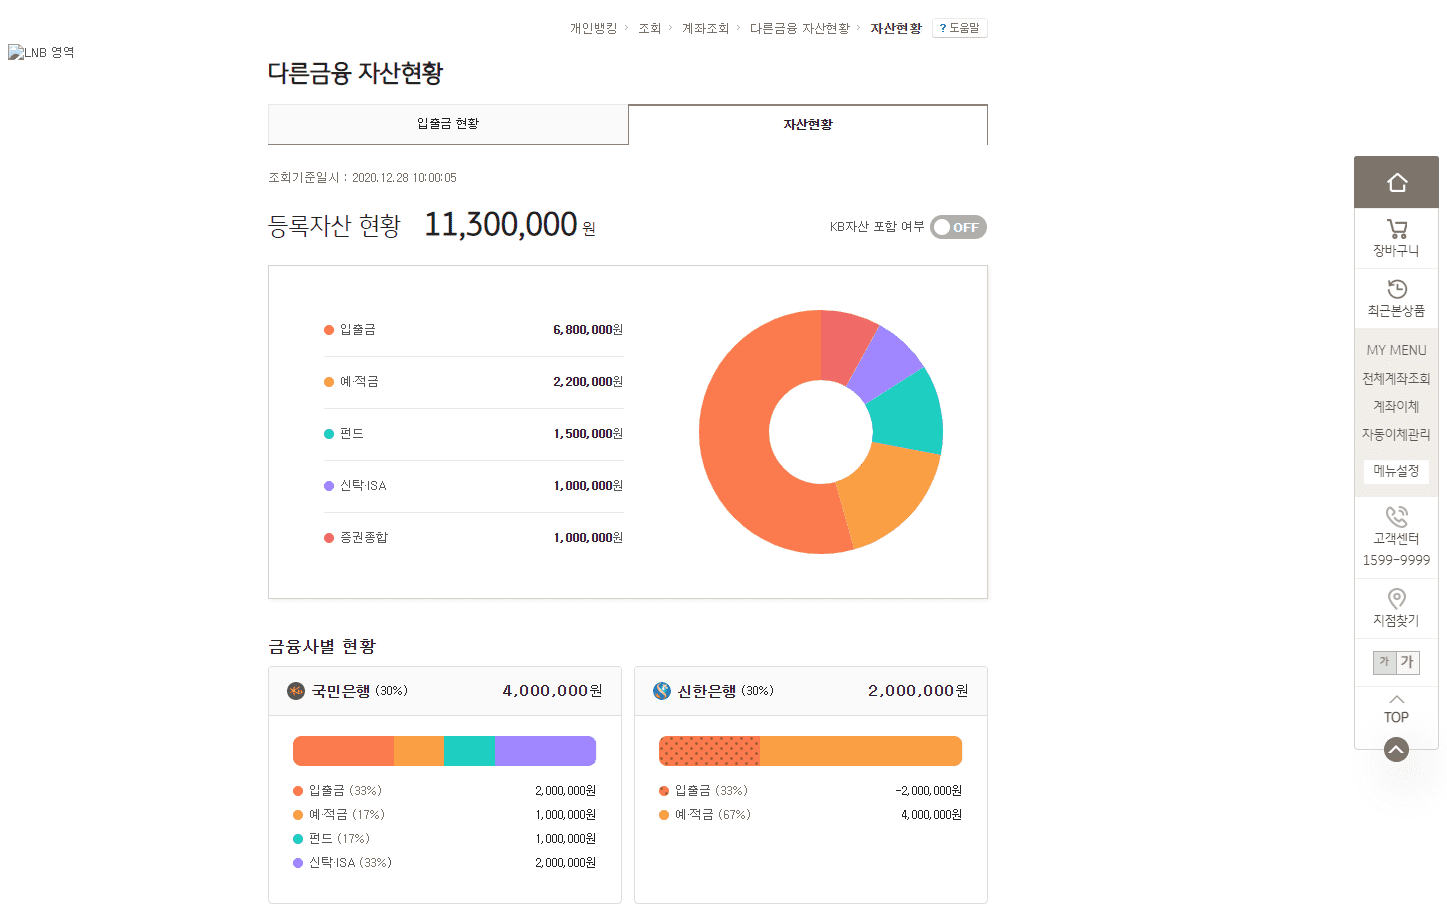 개인뱅킹 조회 계좌조회 다른금융 자산현황 자산현황 ? 도움말
LNB 영역
다른금융 자산현황
입출금 현황
자산현황
조회기준일시 : 2020.12.28 10:00:05
등록자산 현황 11,300,000 원
KB자산 포함 여부 OFF
입출금 6,800,000원
예·적금 2,200,000원
펀드 1,500,000원
신탁·ISA 1,000,000원
증권종합 1,000,000원
금융사별 현황
국민은행 (30%) 4,000,000원
입출금 (33%) 2,000,000원
예·적금 (17%) 1,000,000원
펀드 (17%) 1,000,000원
신탁·ISA (33%) 2,000,000원
신한은행 (30%) 2,000,000원
입출금 (33%) -2,000,000원
예·적금 (67%) 4,000,000원
장바구니
최근본상품
MY MENU
전체계좌조회
계좌이체
자동이체관리
메뉴설정
고객센터
1599-9999
지점찾기
가 가
TOP